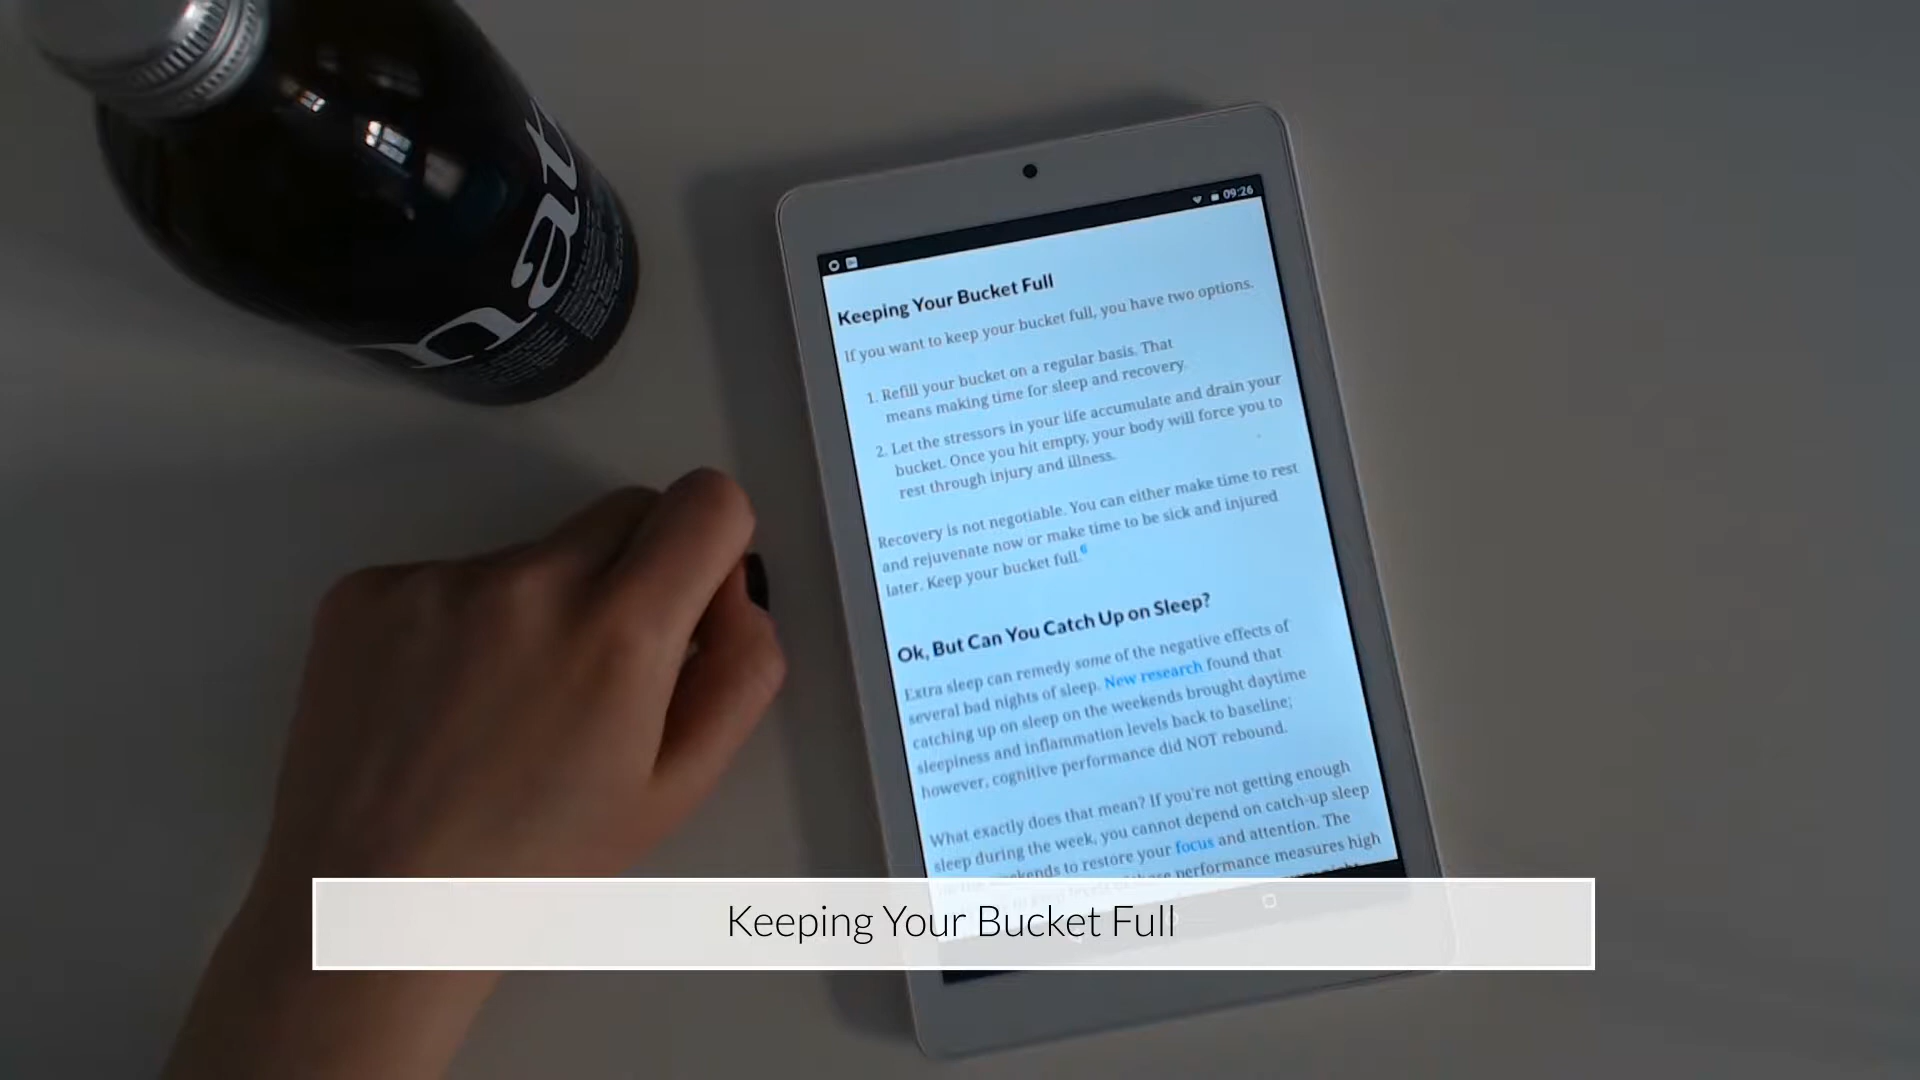 hat
09:26
Keeping Your Bucket Full
If you want to keep your bucket full, you have two options.
1. Refill your bucket on a regular basis. That
means making time for sleep and recovery.
2. Let the stressors in your life accumulate and drain your
bucket. Once you hit empty, your body will force you to
rest through injury and illness.
Recovery is not negotiable. You can either make time to rest
and rejuvenate now or make time to be sick and injured
later. Keep your bucket full.6
Ok, But Can You Catch Up on Sleep?
Extra sleep can remedy some of the negative effects of
several bad nights of sleep. New research found that
catching up on sleep on the weekends brought daytime
sleepiness and inflammation levels back to baseline;
however, cognitive performance did NOT rebound.
What exactly does that mean? If you're not getting enough
sleep during the week, you cannot depend on catch-up sleep
on the weekends to restore your focus and attention. The
performance measures high
Keeping Your Bucket Full